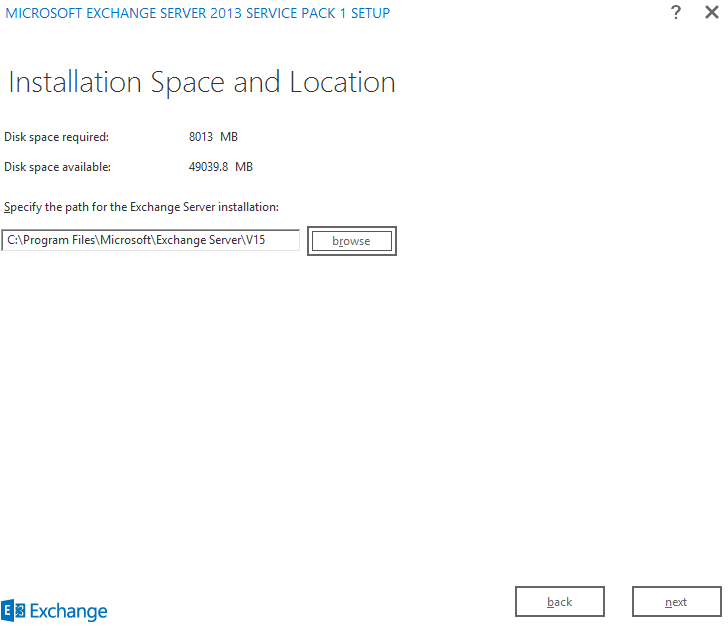 MICROSOFT EXCHANGE SERVER 2013 SERVICE PACK 1 SETUP
? ✕
Installation Space and Location
Disk space required: 8013 MB
Disk space available: 49039.8 MB
Specify the path for the Exchange Server installation:
C:\Program Files\Microsoft\Exchange Server\V15 browse
back next
E Exchange